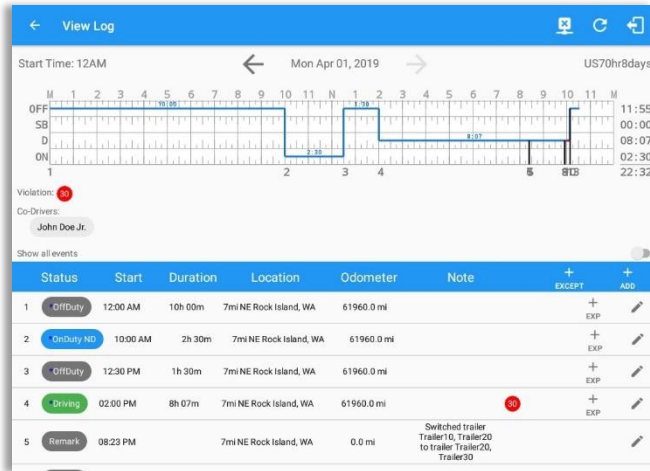 View Log
Start Time: 12AM
Mon Apr 01, 2019
US70hr8days
M 1 2 3 4 5 6 7 8 9 10 11 N 1 2 3 4 5 6 7 8 9 10 11 M
OFF 10:00 1:30 11:55
SB 00:00
D 8:07 08:07
ON 2:30 02:30
1 2 3 4 22:32
Violation: 30
Co-Drivers:
John Doe Jr.
Show all events
Status Start Duration Location Odometer Note + EXCEPT + ADD
1 *OffDuty 12:00 AM 10h 00m 7mi NE Rock Island, WA 61960.0 mi + EXP
2 *OnDuty ND 10:00 AM 2h 30m 7mi NE Rock Island, WA 61960.0 mi + EXP
3 *OffDuty 12:30 PM 1h 30m 7mi NE Rock Island, WA 61960.0 mi + EXP
4 *Driving 02:00 PM 8h 07m 7mi NE Rock Island, WA 61960.0 mi 30 + EXP
5 Remark 08:23 PM 7mi NE Rock Island, WA 0.0 mi Switched trailer
Trailer10, Trailer20
to trailer Trailer20,
Trailer30